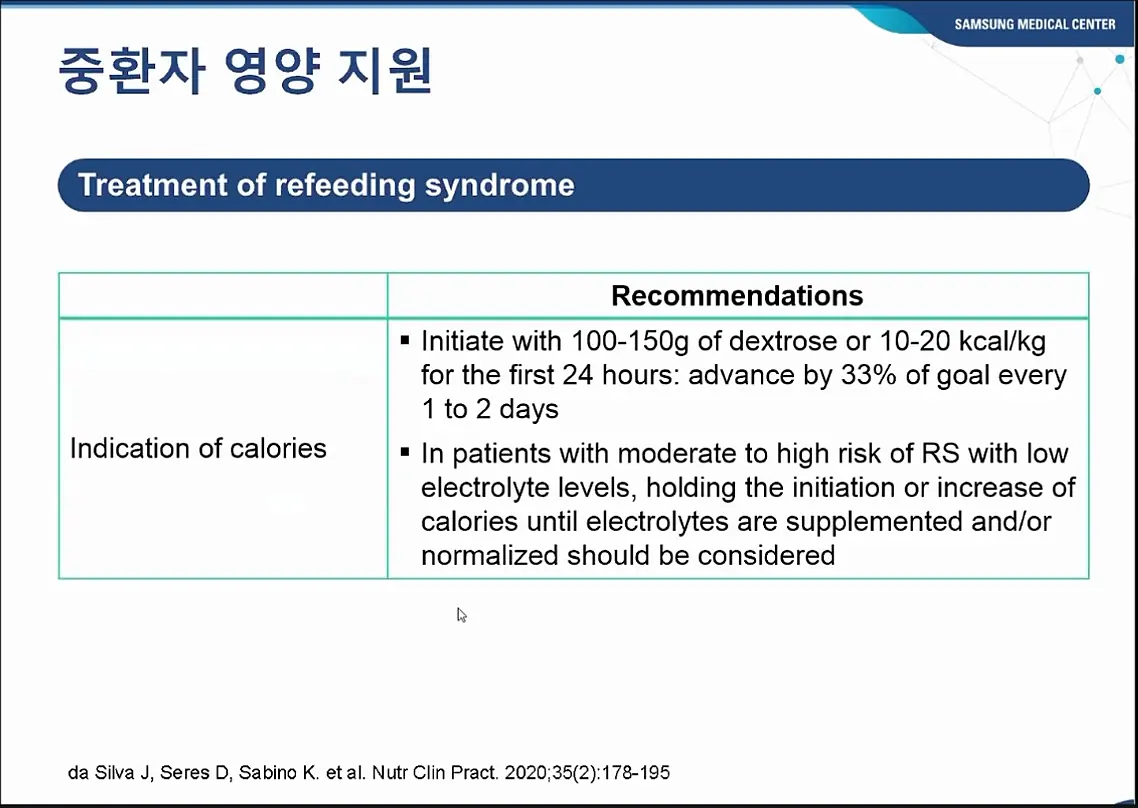 SAMSUNG MEDICAL CENTER
중환자 영양 지원
Treatment of refeeding syndrome
Recommendations
Indication of calories
▪ Initiate with 100-150g of dextrose or 10-20 kcal/kg
for the first 24 hours: advance by 33% of goal every
1 to 2 days
▪ In patients with moderate to high risk of RS with low
electrolyte levels, holding the initiation or increase of
calories until electrolytes are supplemented and/or
normalized should be considered
da Silva J, Seres D, Sabino K. et al. Nutr Clin Pract. 2020;35(2):178-195